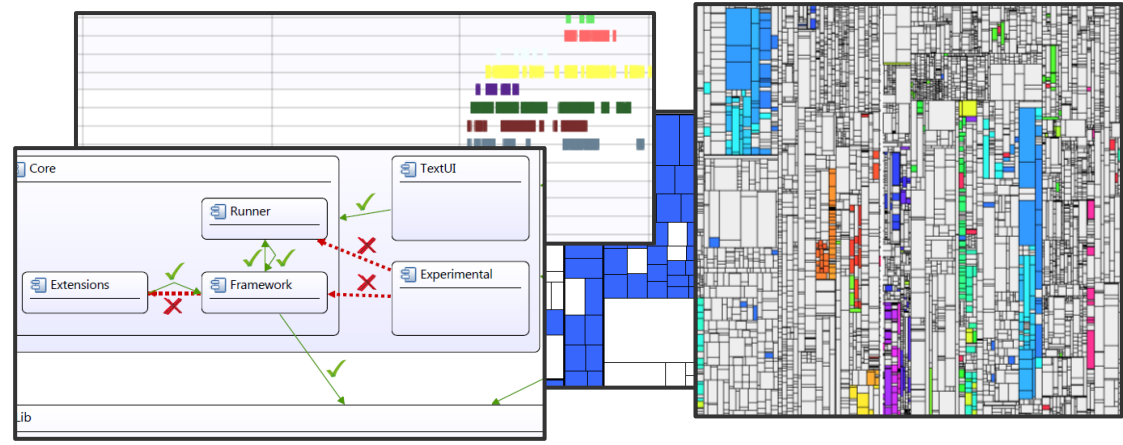 Core
TextUI
Runner
Extensions
Framework
Experimental
Lib